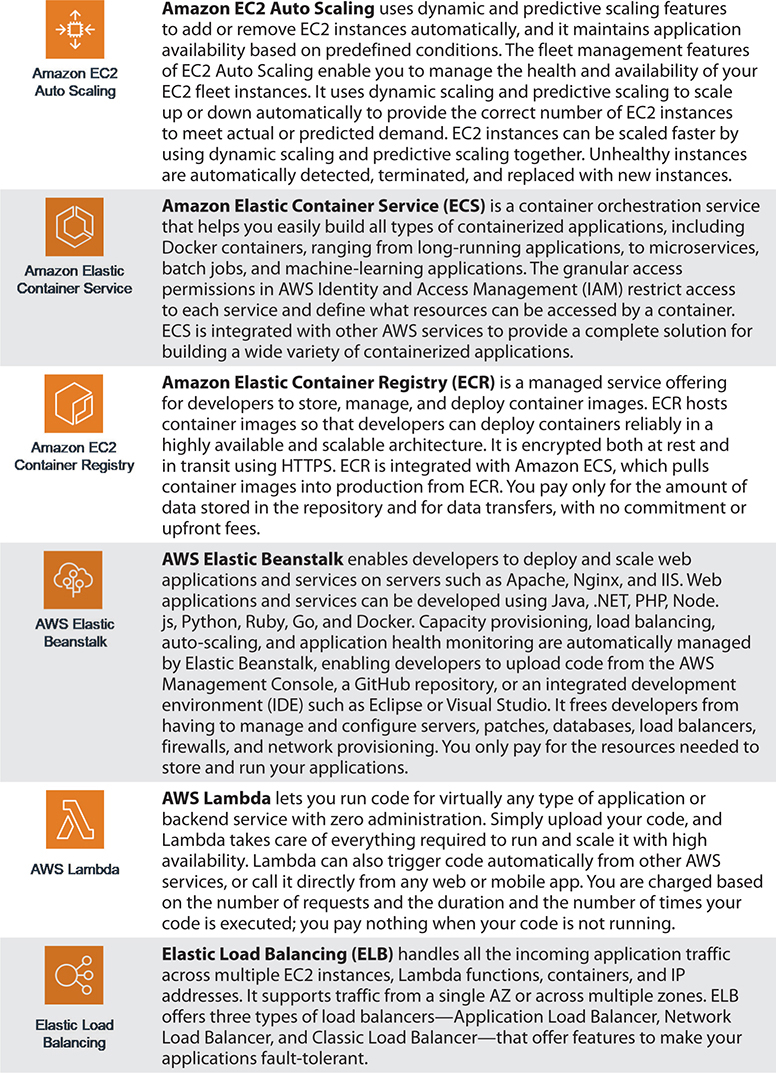 Amazon EC2
Auto Scaling
Amazon EC2 Auto Scaling uses dynamic and predictive scaling features
to add or remove EC2 instances automatically, and it maintains application
availability based on predefined conditions. The fleet management features
of EC2 Auto Scaling enable you to manage the health and availability of your
EC2 fleet instances. It uses dynamic scaling and predictive scaling to scale
up or down automatically to provide the correct number of EC2 instances
to meet actual or predicted demand. EC2 instances can be scaled faster by
using dynamic scaling and predictive scaling together. Unhealthy instances
are automatically detected, terminated, and replaced with new instances.
Amazon Elastic
Container Service
Amazon Elastic Container Service (ECS) is a container orchestration service
that helps you easily build all types of containerized applications, including
Docker containers, ranging from long-running applications, to microservices,
batch jobs, and machine-learning applications. The granular access
permissions in AWS Identity and Access Management (IAM) restrict access
to each service and define what resources can be accessed by a container.
ECS is integrated with other AWS services to provide a complete solution for
building a wide variety of containerized applications.
Amazon EC2
Container Registry
Amazon Elastic Container Registry (ECR) is a managed service offering
for developers to store, manage, and deploy container images. ECR hosts
container images so that developers can deploy containers reliably in a
highly available and scalable architecture. It is encrypted both at rest and
in transit using HTTPS. ECR is integrated with Amazon ECS, which pulls
container images into production from ECR. You pay only for the amount of
data stored in the repository and for data transfers, with no commitment or
upfront fees.
AWS Elastic
Beanstalk
AWS Elastic Beanstalk enables developers to deploy and scale web
applications and services on servers such as Apache, Nginx, and IIS. Web
applications and services can be developed using Java, .NET, PHP, Node.
js, Python, Ruby, Go, and Docker. Capacity provisioning, load balancing,
auto-scaling, and application health monitoring are automatically managed
by Elastic Beanstalk, enabling developers to upload code from the AWS
Management Console, a GitHub repository, or an integrated development
environment (IDE) such as Eclipse or Visual Studio. It frees developers from
having to manage and configure servers, patches, databases, load balancers,
firewalls, and network provisioning. You only pay for the resources needed to
store and run your applications.
AWS Lambda
AWS Lambda lets you run code for virtually any type of application or
backend service with zero administration. Simply upload your code, and
Lambda takes care of everything required to run and scale it with high
availability. Lambda can also trigger code automatically from other AWS
services, or call it directly from any web or mobile app. You are charged based
on the number of requests and the duration and the number of times your
code is executed; you pay nothing when your code is not running.
Elastic Load
Balancing
Elastic Load Balancing (ELB) handles all the incoming application traffic
across multiple EC2 instances, Lambda functions, containers, and IP
addresses. It supports traffic from a single AZ or across multiple zones. ELB
offers three types of load balancers—Application Load Balancer, Network
Load Balancer, and Classic Load Balancer—that offer features to make your
applications fault-tolerant.